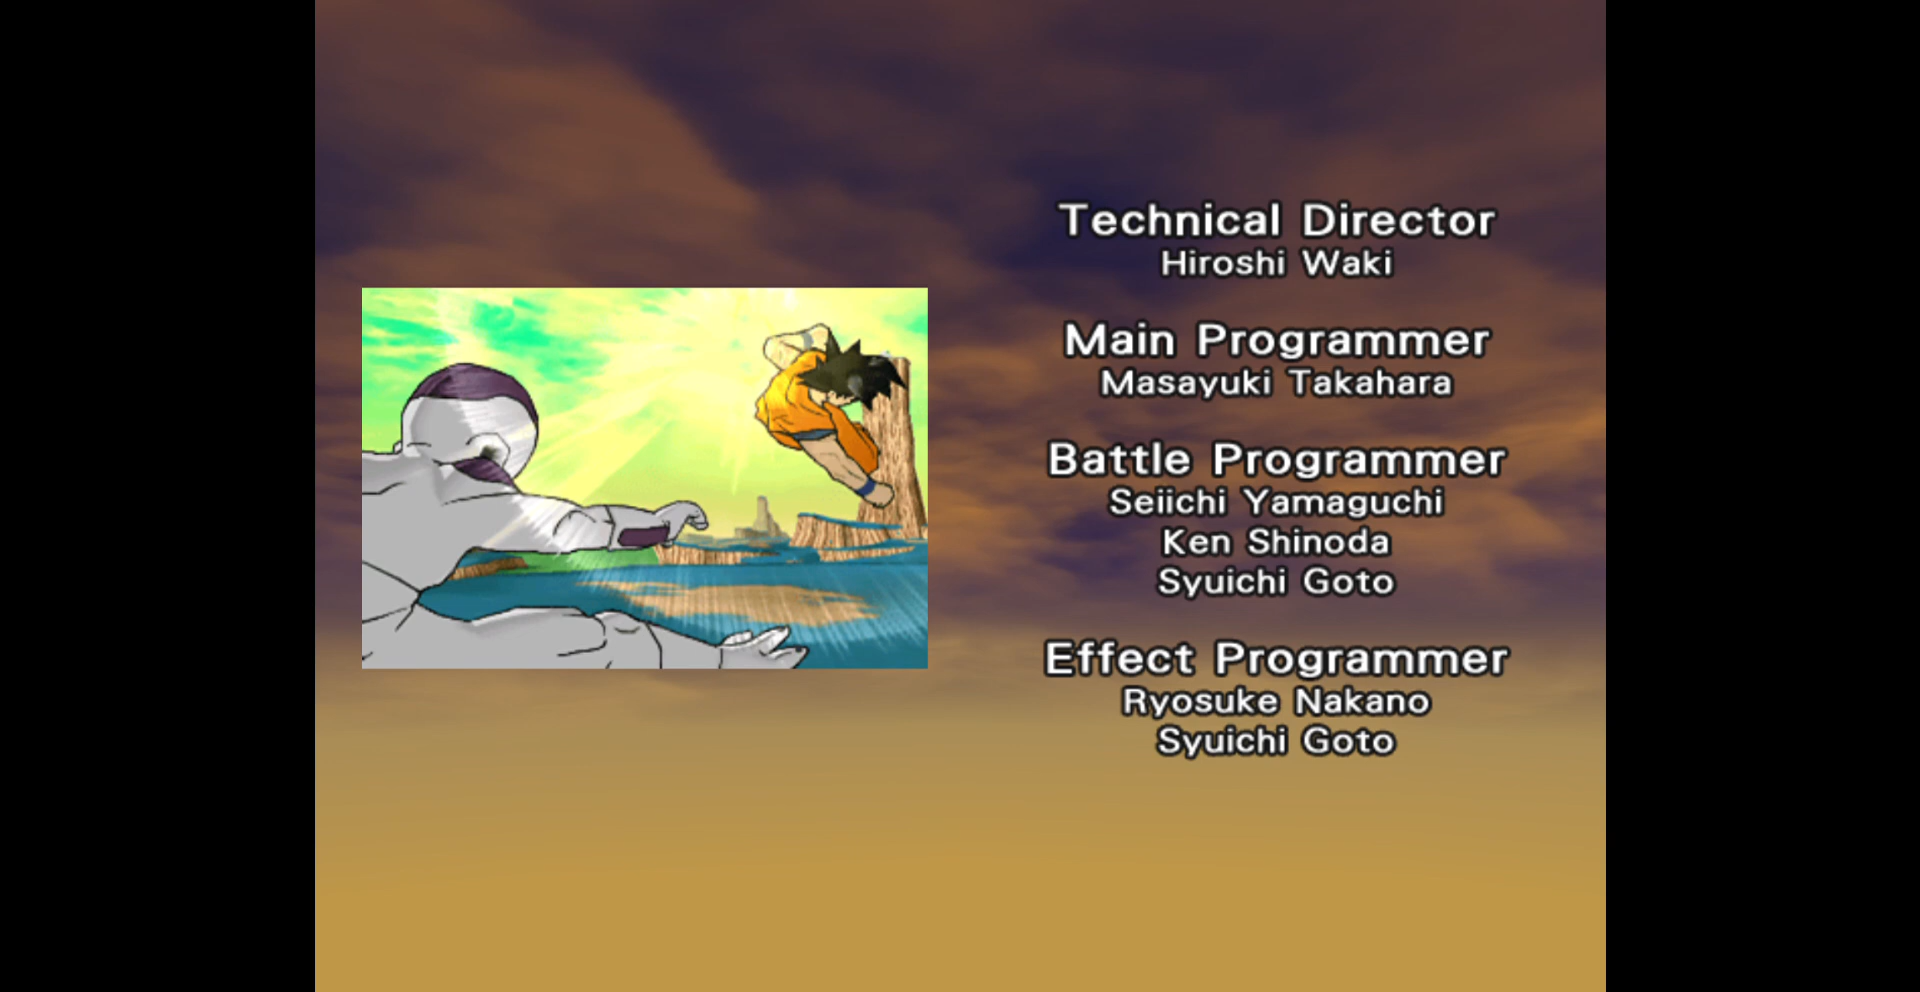 Technical Director
Hiroshi Waki
Main Programmer
Masayuki Takahara
Battle Programmer
Seiichi Yamaguchi
Ken Shinoda
Syuichi Goto
Effect Programmer
Ryosuke Nakano
Syuichi Goto